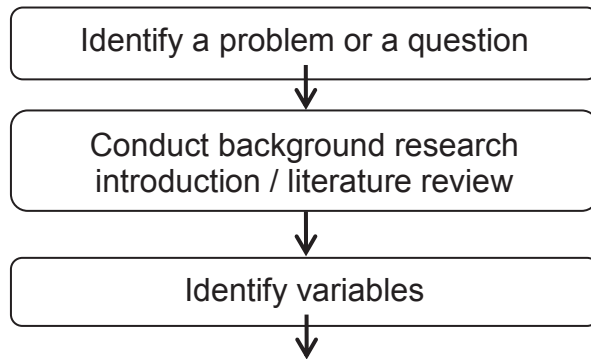 Identify a problem or a question
Conduct background research
introduction / literature review
Identify variables